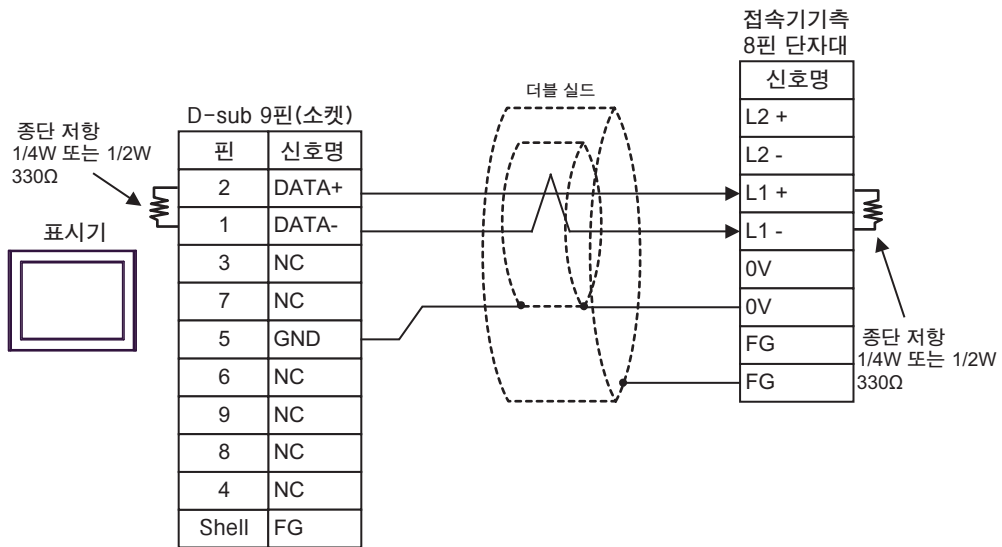 접속기기측
8핀 단자대
신호명
L2 +
L2 -
L1 +
L1 -
0V
0V
FG
FG
더블 실드
D-sub 9핀(소켓)
핀 신호명
2 DATA+
1 DATA-
3 NC
7 NC
5 GND
6 NC
9 NC
8 NC
4 NC
Shell FG
종단 저항
1/4W 또는 1/2W
330Ω
표시기
종단 저항
1/4W 또는 1/2W
330Ω